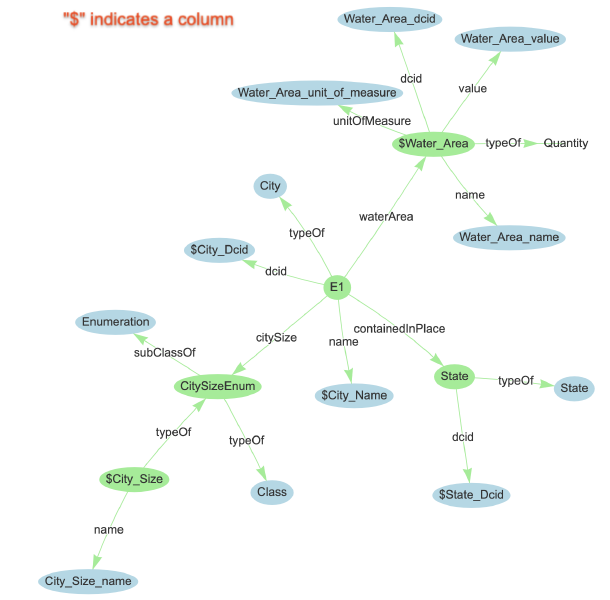 "$" indicates a column
Water_Area_dcid
Water_Area_value
dcid
value
Water_Area_unit_of_measure
unitOfMeasure
$Water_Area
typeOf
Quantity
name
City
waterArea
Water_Area_name
typeOf
$City_Dcid
dcid
E1
Enumeration
citySize
name
containedInPlace
subClassOf
CitySizeEnum
State
typeOf
State
$City_Name
typeOf
typeOf
dcid
$City_Size
Class
$State_Dcid
name
City_Size_name